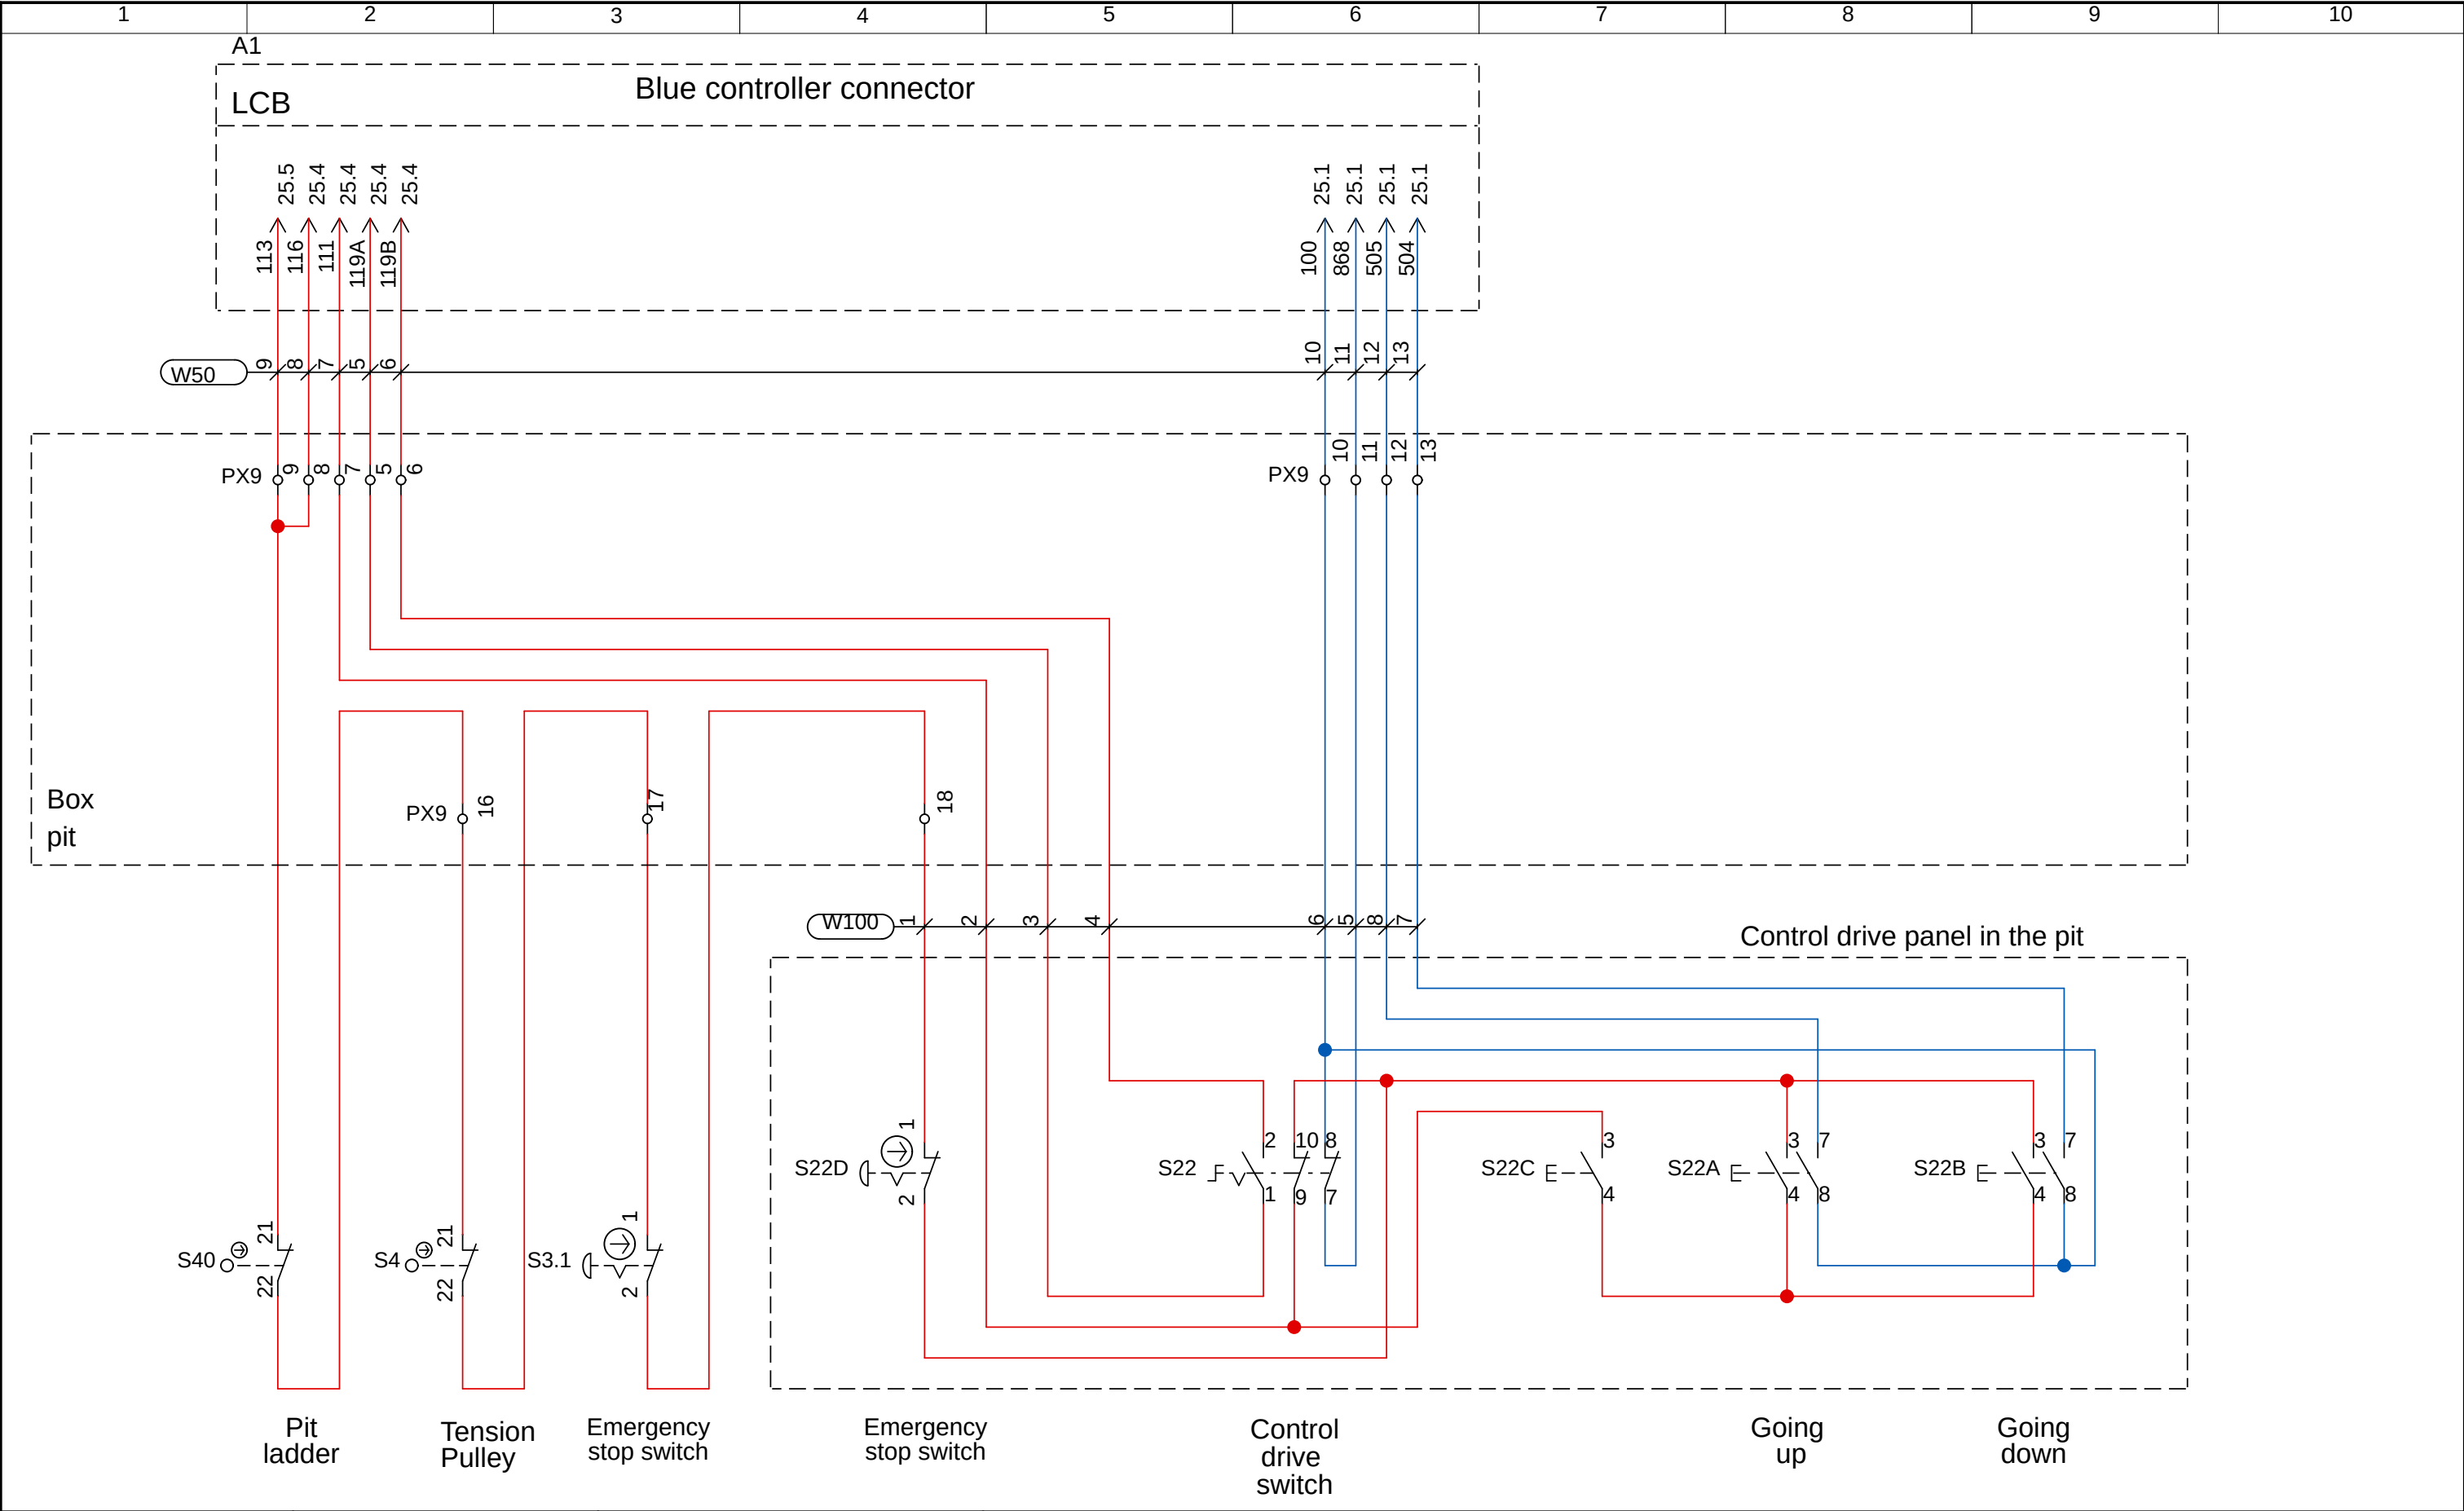 1 2 3 4 5 6 7 8 9 10
A1
LCB
Blue controller connector
25.5 25.4 25.4 25.4 25.4 25.1 25.1 25.1 25.1
113 116 111 119A 119B 100 868 505 504
W50 9 8 7 5 6 10 11 12 13
PX9 9 8 7 5 6 PX9 10 11 12 13
Box
pit
PX9 16 17 18
W100 1 2 3 4 6 5 8 7
Control drive panel in the pit
S22D 1 2
S22 2 10 8
1 9 7
S22C 3
4
S22A 3 7
4 8
S22B 3 7
4 8
S40 21 22
S4 21 22
S3.1 1 2
Pit
ladder
Tension
Pulley
Emergency
stop switch
Emergency
stop switch
Control
drive
switch
Going
up
Going
down